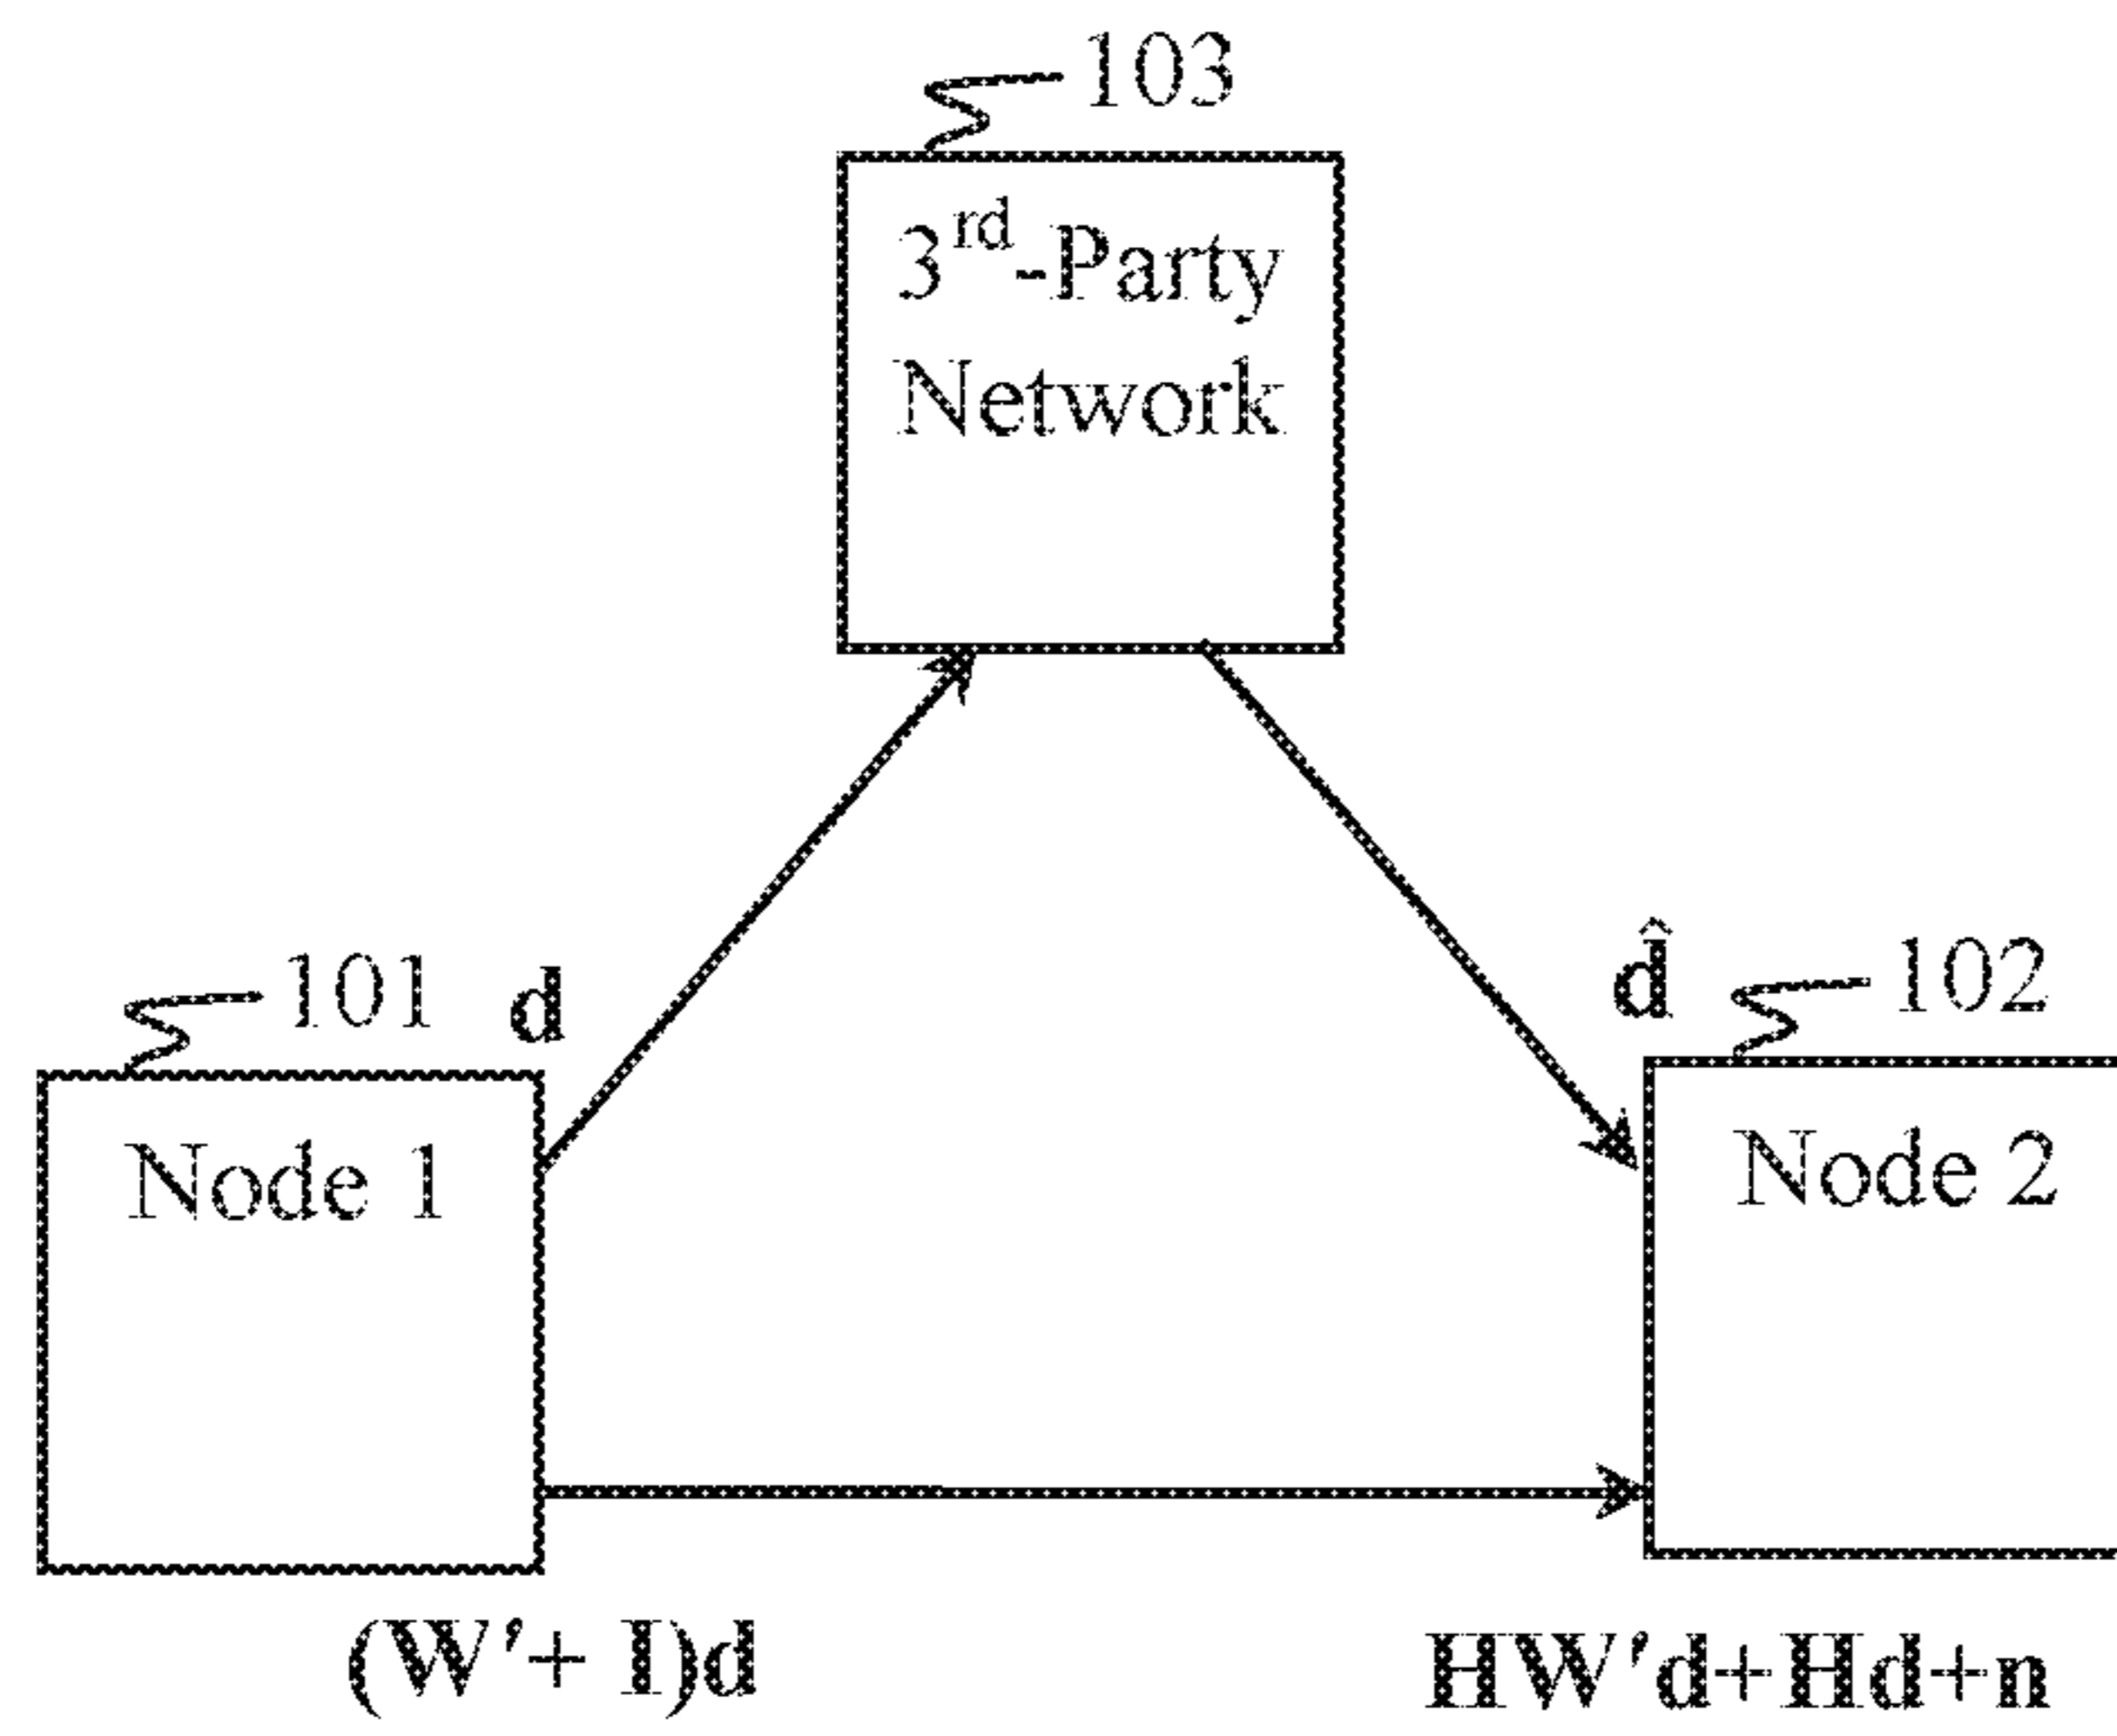 103
3rd-Party
Network
101
d
d̂
102
Node 1
Node 2
(W′+ I)d
HW′d+Hd+n